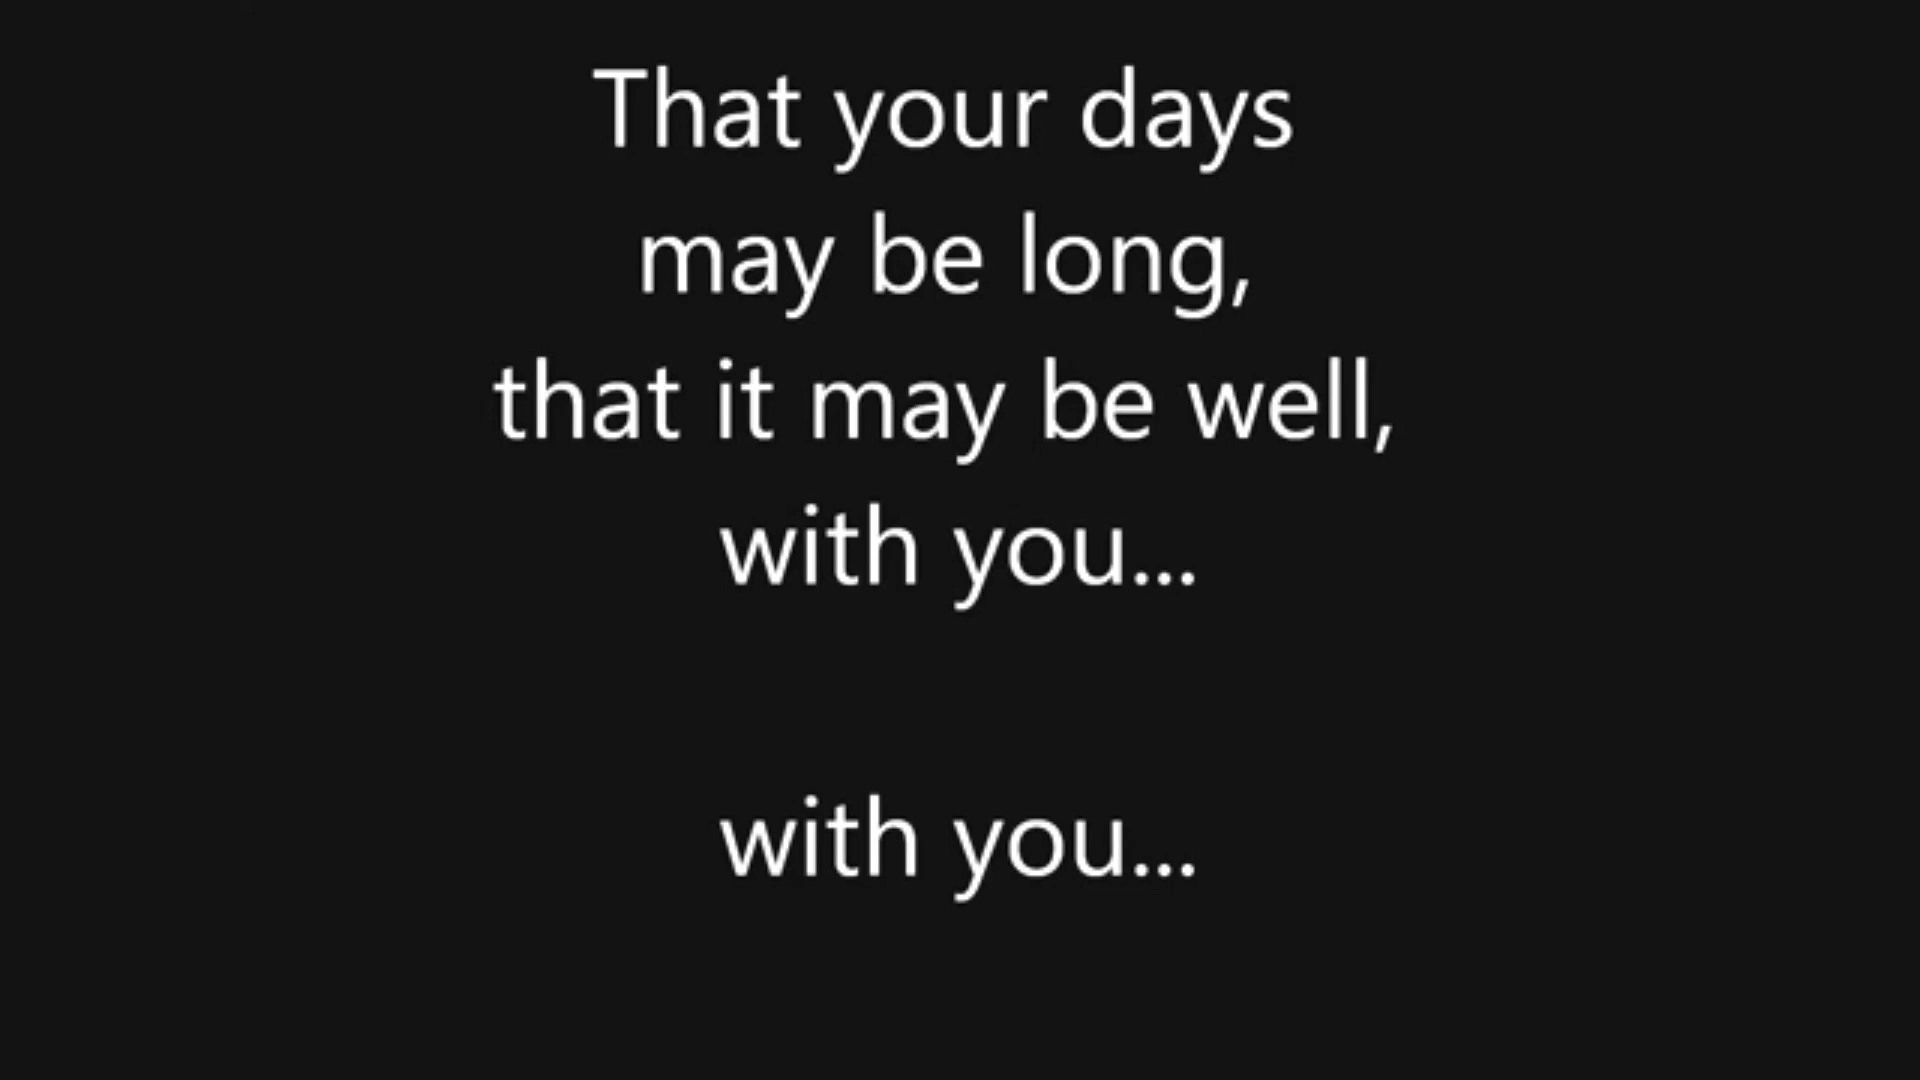 That your days
may be long,
that it may be well,
with you...
with you...